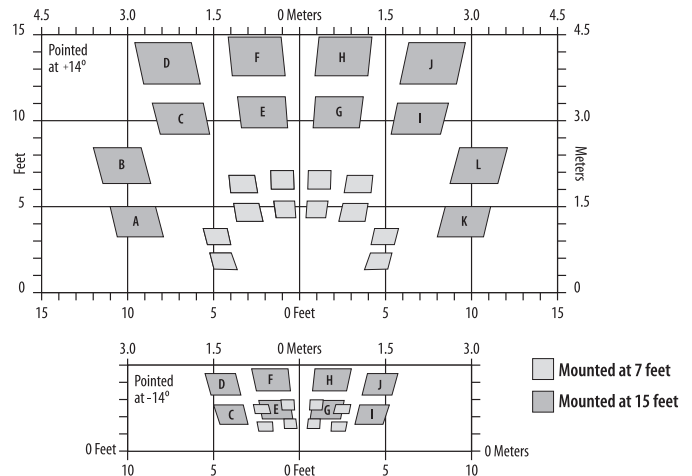 4.5 3.0 1.5 0 Meters 1.5 3.0 4.5
15 4.5
Pointed
at +14º
D F H J
10 3.0
C E G I
Feet Meters
B L
5 1.5
A K
0 0
15 10 5 0 Feet 5 10 15
3.0 1.5 0 Meters 1.5 3.0
Pointed
at -14º
D F H J
C E G I
0 Feet 0 Meters
10 5 0 Feet 5 10
Mounted at 7 feet
Mounted at 15 feet